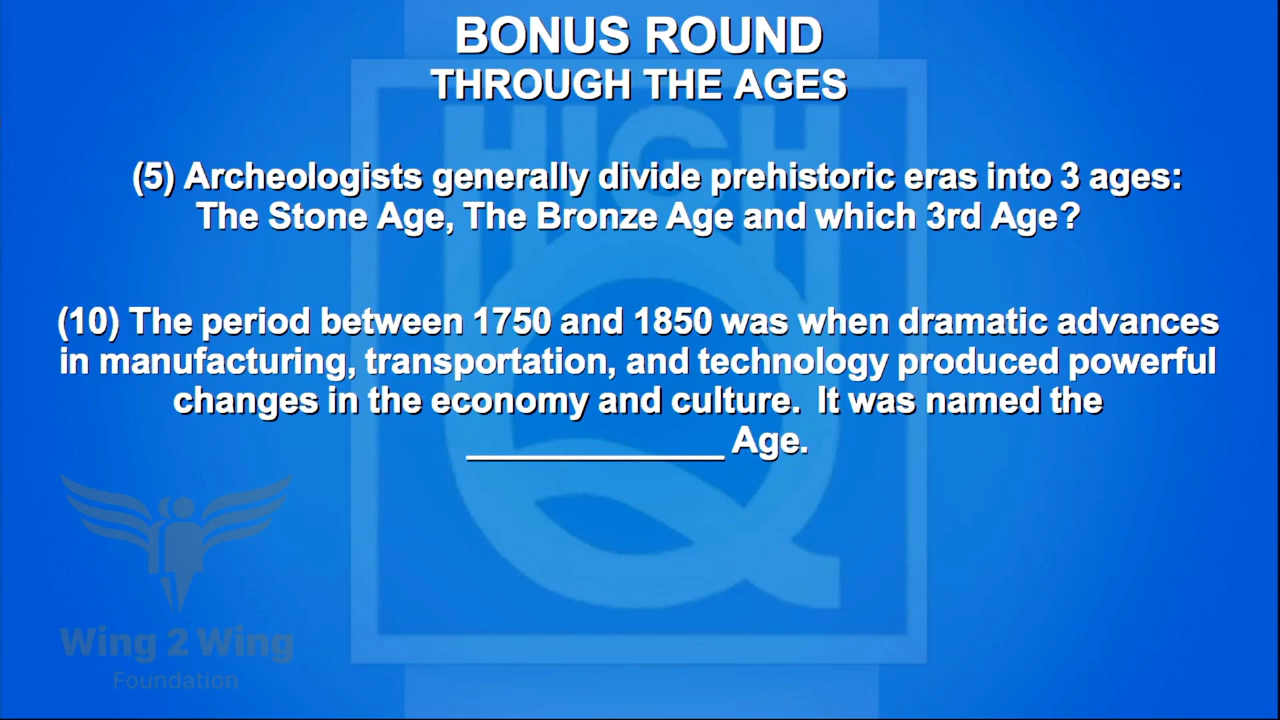 BONUS ROUND
THROUGH THE AGES
(5) Archeologists generally divide prehistoric eras into 3 ages:
The Stone Age, The Bronze Age and which 3rd Age?
(10) The period between 1750 and 1850 was when dramatic advances
in manufacturing, transportation, and technology produced powerful
changes in the economy and culture.  It was named the
_____________ Age.
HIGH
Q
Wing 2 Wing
Foundation